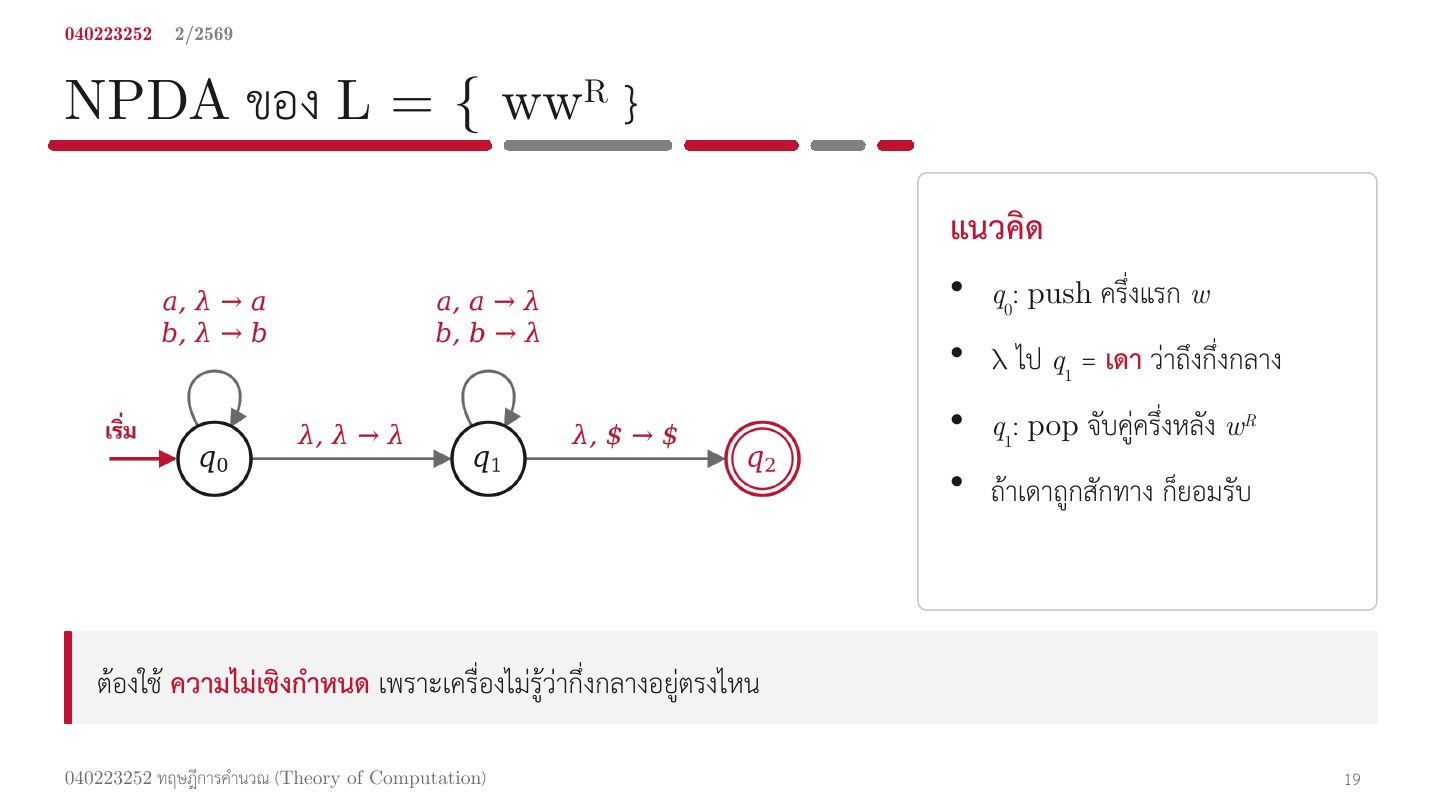 040223252 2/2569
NPDA ของ L = { wwᴿ }
a, λ → a
b, λ → b
a, a → λ
b, b → λ
เริ่ม
λ, λ → λ
λ, $ → $
q₀
q₁
q₂
แนวคิด
• q₀: push ครึ่งแรก w
• λ ไป q₁ = เดา ว่าถึงกึ่งกลาง
• q₁: pop จับคู่ครึ่งหลัง wᴿ
• ถ้าเดาถูกสักทาง ก็ยอมรับ
ต้องใช้ ความไม่เชิงกำหนด เพราะเครื่องไม่รู้ว่ากึ่งกลางอยู่ตรงไหน
040223252 ทฤษฎีการคำนวณ (Theory of Computation)
19